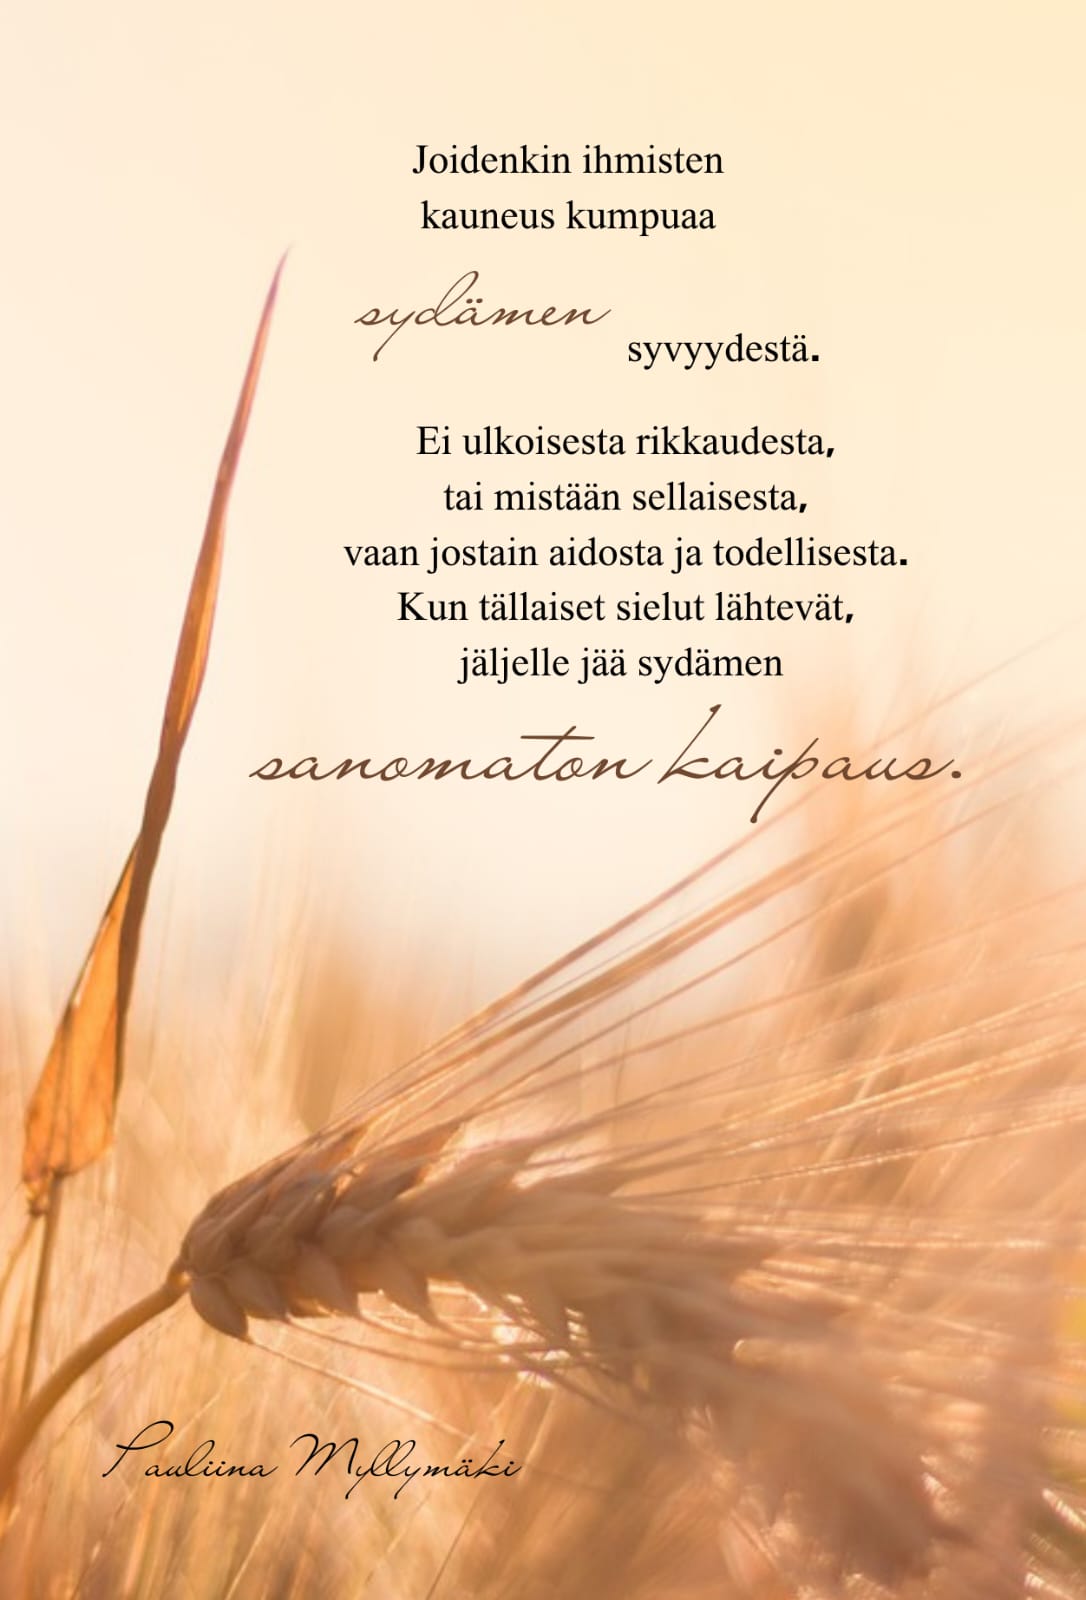 Joidenkin ihmisten
kauneus kumpuaa
sydämen
syvyydestä.
Ei ulkoisesta rikkaudesta,
tai mistään sellaisesta,
vaan jostain aidosta ja todellisesta.
Kun tällaiset sielut lähtevät,
jäljelle jää sydämen
sanomaton kaipaus.
Pauliina Myllymäki